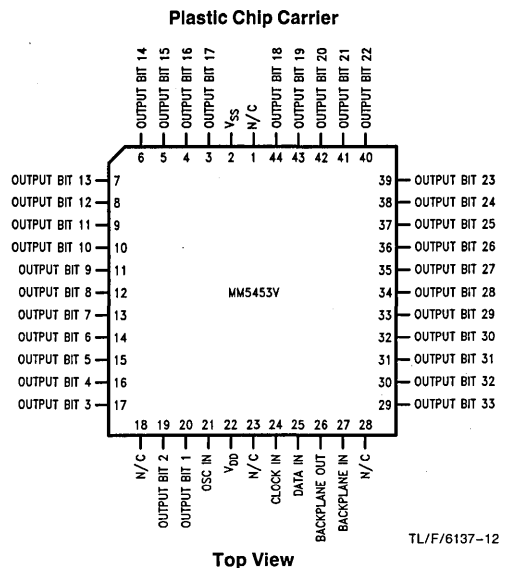 Plastic Chip Carrier
OUTPUT BIT 14
OUTPUT BIT 15
OUTPUT BIT 16
OUTPUT BIT 17
VSS
N/C
OUTPUT BIT 18
OUTPUT BIT 19
OUTPUT BIT 20
OUTPUT BIT 21
OUTPUT BIT 22
6 5 4 3 2 1 44 43 42 41 40
OUTPUT BIT 13 7
OUTPUT BIT 12 8
OUTPUT BIT 11 9
OUTPUT BIT 10 10
OUTPUT BIT 9 11
OUTPUT BIT 8 12
OUTPUT BIT 7 13
OUTPUT BIT 6 14
OUTPUT BIT 5 15
OUTPUT BIT 4 16
OUTPUT BIT 3 17
MM5453V
39 OUTPUT BIT 23
38 OUTPUT BIT 24
37 OUTPUT BIT 25
36 OUTPUT BIT 26
35 OUTPUT BIT 27
34 OUTPUT BIT 28
33 OUTPUT BIT 29
32 OUTPUT BIT 30
31 OUTPUT BIT 31
30 OUTPUT BIT 32
29 OUTPUT BIT 33
18 19 20 21 22 23 24 25 26 27 28
N/C
OUTPUT BIT 2
OUTPUT BIT 1
OSC IN
VDD
N/C
CLOCK IN
DATA IN
BACKPLANE OUT
BACKPLANE IN
N/C
TL/F/6137-12
Top View